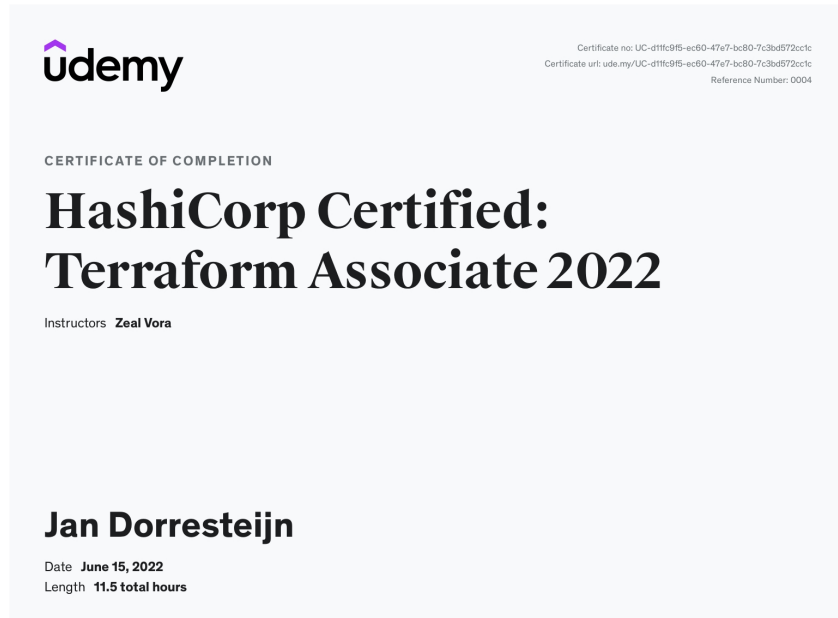 udemy
Certificate no: UC-d11fc9f5-ec60-47e7-bc80-7c3bd572cc1c
Certificate url: ude.my/UC-d11fc9f5-ec60-47e7-bc80-7c3bd572cc1c
Reference Number: 0004
CERTIFICATE OF COMPLETION
HashiCorp Certified:
Terraform Associate 2022
Instructors Zeal Vora
Jan Dorresteijn
Date June 15, 2022
Length 11.5 total hours